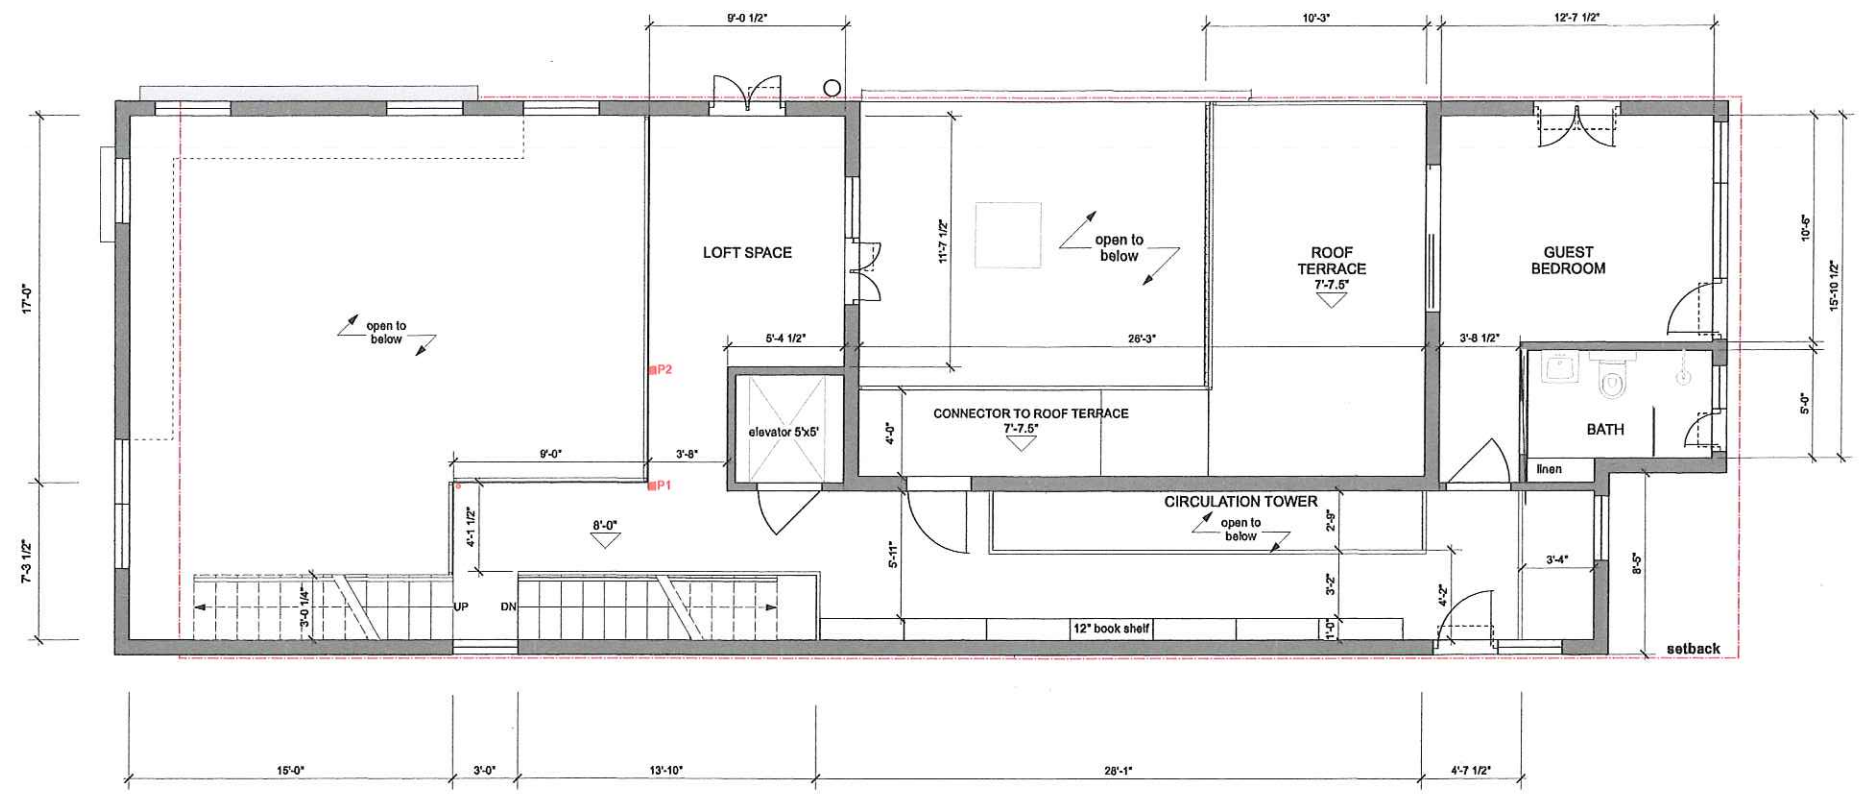 9'-0 1/2"
10'-3"
12'-7 1/2"
LOFT SPACE
11'-7 1/2"
open to
below
ROOF
TERRACE
7'-7.5"
GUEST
BEDROOM
10'-6"
15'-10 1/2"
17'-0"
open to
below
5'-4 1/2"
26'-3"
3'-8 1/2"
P2
CONNECTOR TO ROOF TERRACE
7'-7.5"
4'-0"
elevator 5'x5'
BATH
5'-0"
9'-0"
3'-8"
linen
P1
CIRCULATION TOWER
open to
below
2'-9"
4'-1 1/2"
8'-0"
5'-11"
7'-3 1/2"
3'-4"
8'-5"
3'-2"
4'-2"
3'-0 1/4"
UP
DN
12" book shelf
1'-0"
setback
15'-0"
3'-0"
13'-10"
28'-1"
4'-7 1/2"